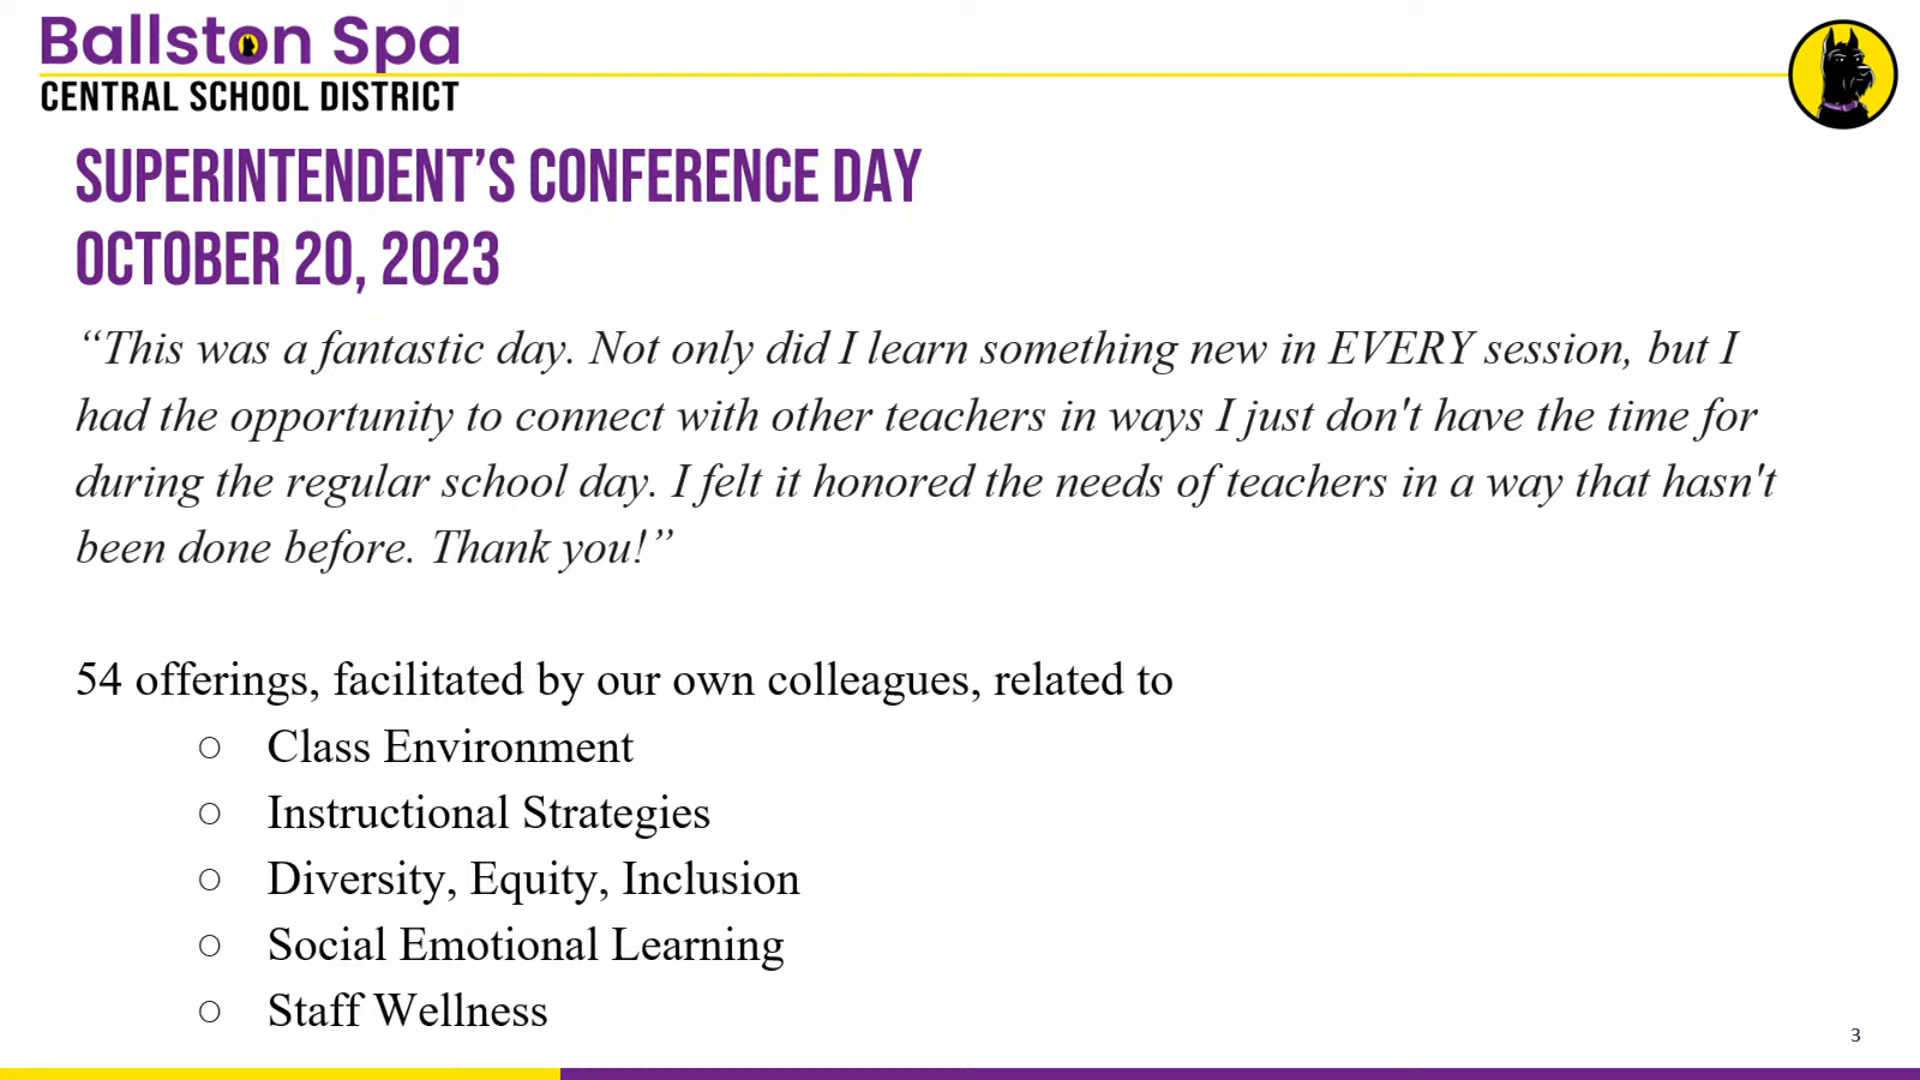 Ballston Spa
CENTRAL SCHOOL DISTRICT
SUPERINTENDENT’S CONFERENCE DAY
OCTOBER 20, 2023
“This was a fantastic day. Not only did I learn something new in EVERY session, but I
had the opportunity to connect with other teachers in ways I just don't have the time for
during the regular school day. I felt it honored the needs of teachers in a way that hasn't
been done before. Thank you!”
54 offerings, facilitated by our own colleagues, related to
○ Class Environment
○ Instructional Strategies
○ Diversity, Equity, Inclusion
○ Social Emotional Learning
○ Staff Wellness
3